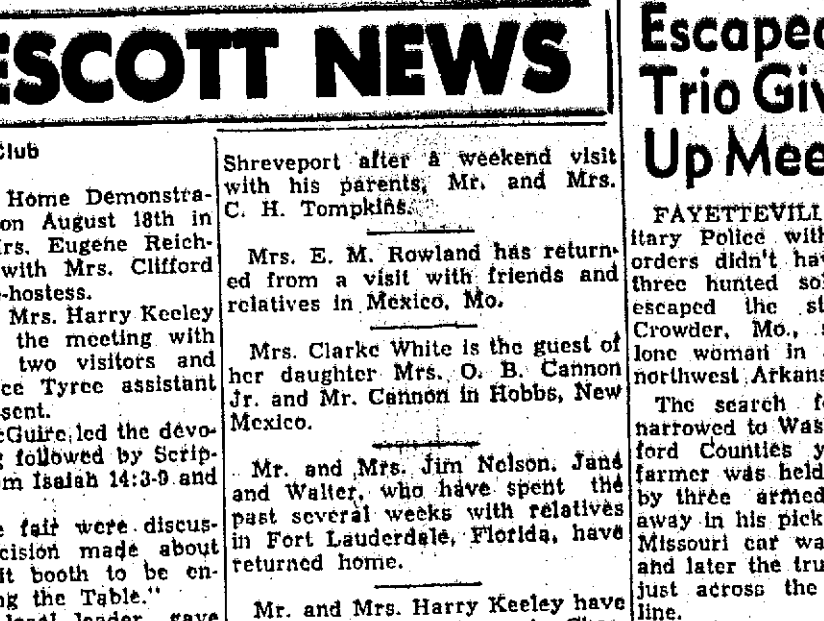 ESCOTT NEWS
Club
Home Demonstra-
on August 18th in
rs. Eugene Reich-
with Mrs. Clifford
-hostess.
Mrs. Harry Keeley
the meeting with
two visitors and
ce Tyree assistant
sent.
cGuire led the devo-
followed by Scrip-
om Isaiah 14:3-9 and
e fair were discus-
cision made about
it booth to be en-
ng the Table."
leader gave
Shreveport after a weekend visit
with his parents, Mr. and Mrs.
C. H. Tompkins.
Mrs. E. M. Rowland has return-
ed from a visit with friends and
relatives in Mexico, Mo.
Mrs. Clarke White is the guest of
her daughter Mrs. O. B. Cannon
Jr. and Mr. Cannon in Hobbs, New
Mexico.
Mr. and Mrs. Jim Nelson, Jane
and Walter, who have spent the
past several weeks with relatives
in Fort Lauderdale, Florida, have
returned home.
Mr. and Mrs. Harry Keeley have
Escaped
Trio Giv
Up Mee
FAYETTEVILL
itary Police with
orders didn't hav
three hunted so
escaped the st
Crowder, Mo., s
lone woman in
northwest Arkans
The search f
narrowed to Was
ford Counties y
farmer was held
by three armed
away in his pick
Missouri car wa
and later the tru
just across the
line.